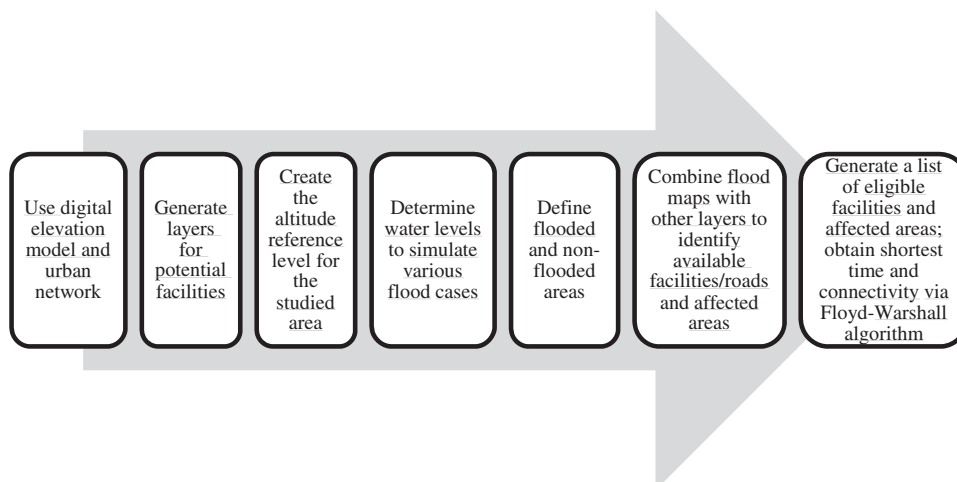 Use digital
elevation
model and
urban
network
Generate
layers
for
potential
facilities
Create
the
altitude
reference
level for
the
studied
area
Determine
water levels
to simulate
various
flood cases
Define
flooded
and non-
flooded
areas
Combine flood
maps with
other layers to
identify
available
facilities/roads
and affected
areas
Generate a list
of eligible
facilities and
affected areas;
obtain shortest
time and
connectivity via
Floyd-Warshall
algorithm